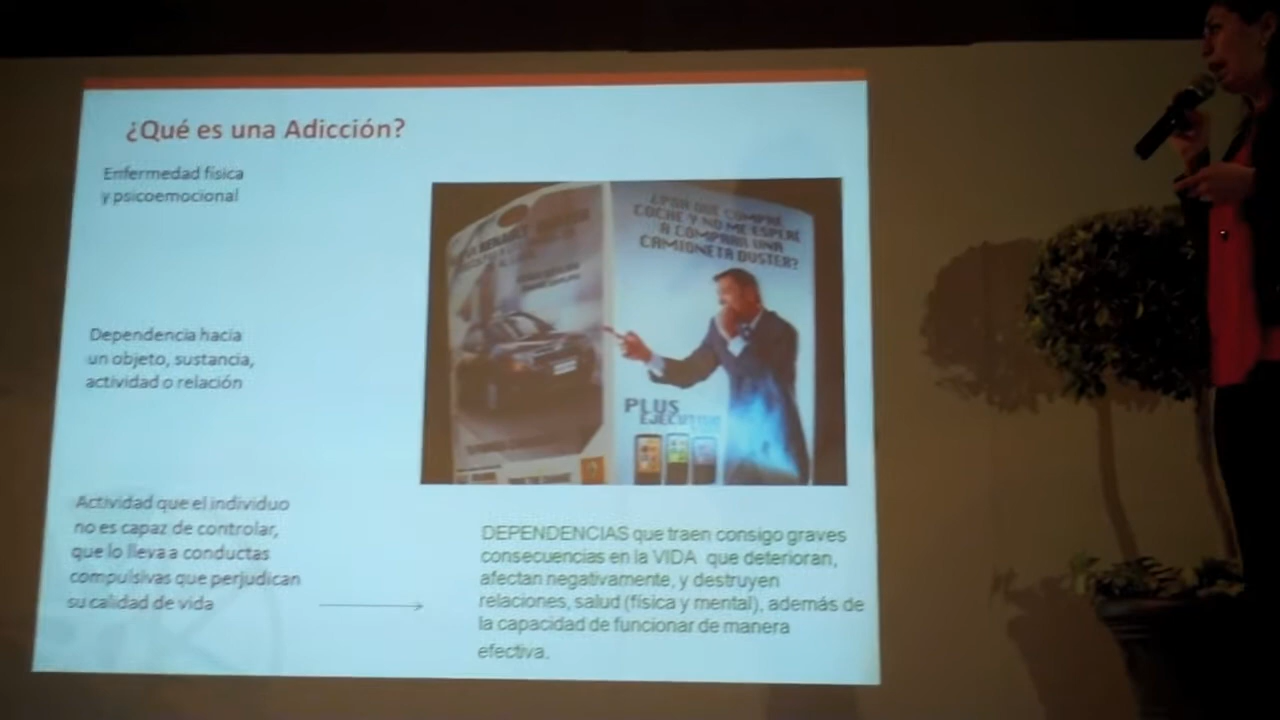 ¿Qué es una Adicción?
Enfermedad física
y psicoemocional
Dependencia hacia
un objeto, sustancia,
actividad o relación
Actividad que el individuo
no es capaz de controlar,
que lo lleva a conductas
compulsivas que perjudican
su calidad de vida
¿POR QUÉ COMPRÉ
COCHE Y NO ME ESPERÉ
A COMPRAR UNA
CAMIONETA DUSTER?
PLUS
EJECUTIVO
DEPENDENCIAS que traen consigo graves
consecuencias en la VIDA que deterioran,
afectan negativamente, y destruyen
relaciones, salud (física y mental), además de
la capacidad de funcionar de manera
efectiva.